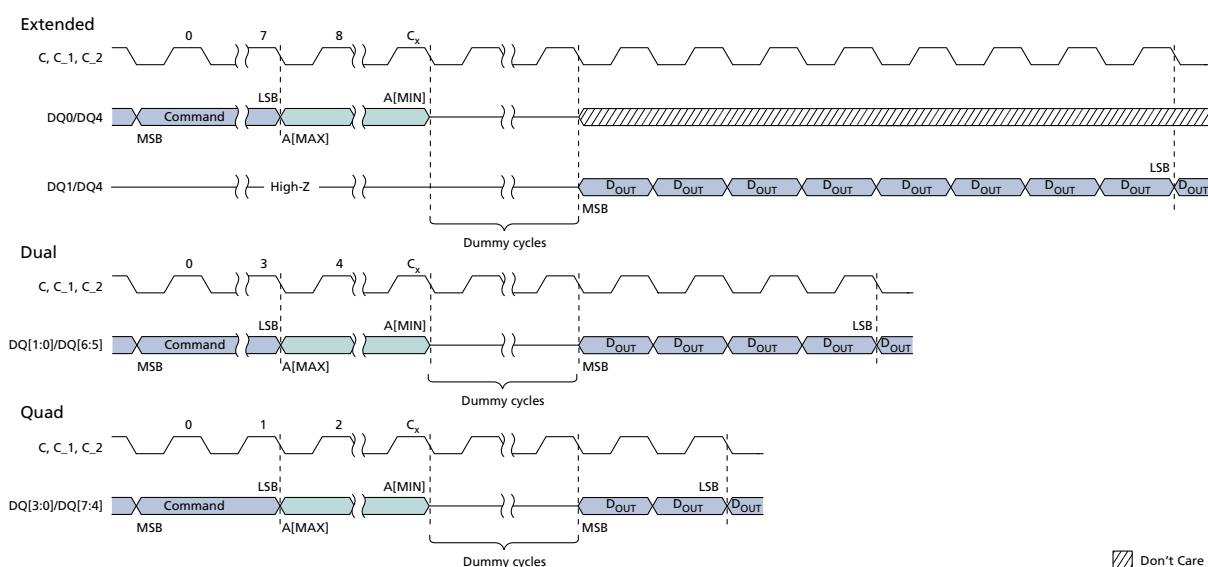 Extended
0 7 8 Cx
C, C_1, C_2
LSB A[MIN]
DQ0/DQ4 Command
MSB A[MAX]
LSB
DQ1/DQ4 High-Z DOUT DOUT DOUT DOUT DOUT DOUT DOUT DOUT DOUT
MSB
Dummy cycles
Dual
0 3 4 Cx
C, C_1, C_2
LSB A[MIN] LSB
DQ[1:0]/DQ[6:5] Command DOUT DOUT DOUT DOUT DOUT
MSB A[MAX] MSB
Dummy cycles
Quad
0 1 2 Cx
C, C_1, C_2
LSB A[MIN] LSB
DQ[3:0]/DQ[7:4] Command DOUT DOUT DOUT
MSB A[MAX] MSB
Dummy cycles
Don't Care